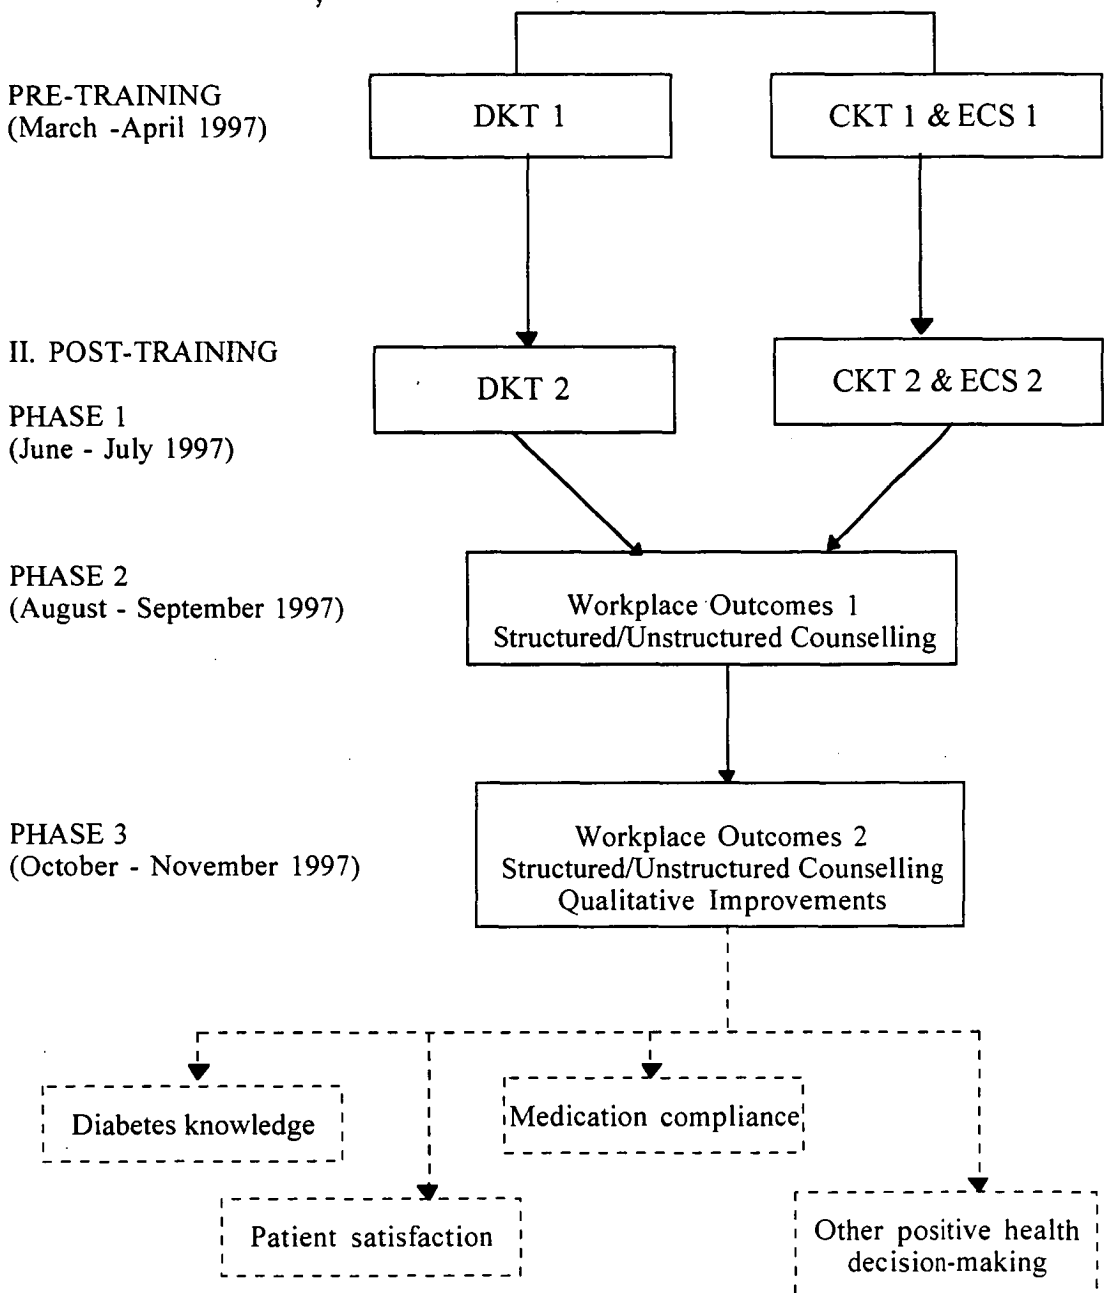 PRE-TRAINING
(March -April 1997)
DKT 1
CKT 1 & ECS 1
II. POST-TRAINING
PHASE 1
(June - July 1997)
DKT 2
CKT 2 & ECS 2
PHASE 2
(August - September 1997)
Workplace Outcomes 1
Structured/Unstructured Counselling
PHASE 3
(October - November 1997)
Workplace Outcomes 2
Structured/Unstructured Counselling
Qualitative Improvements
Diabetes knowledge
Medication compliance
Patient satisfaction
Other positive health
decision-making